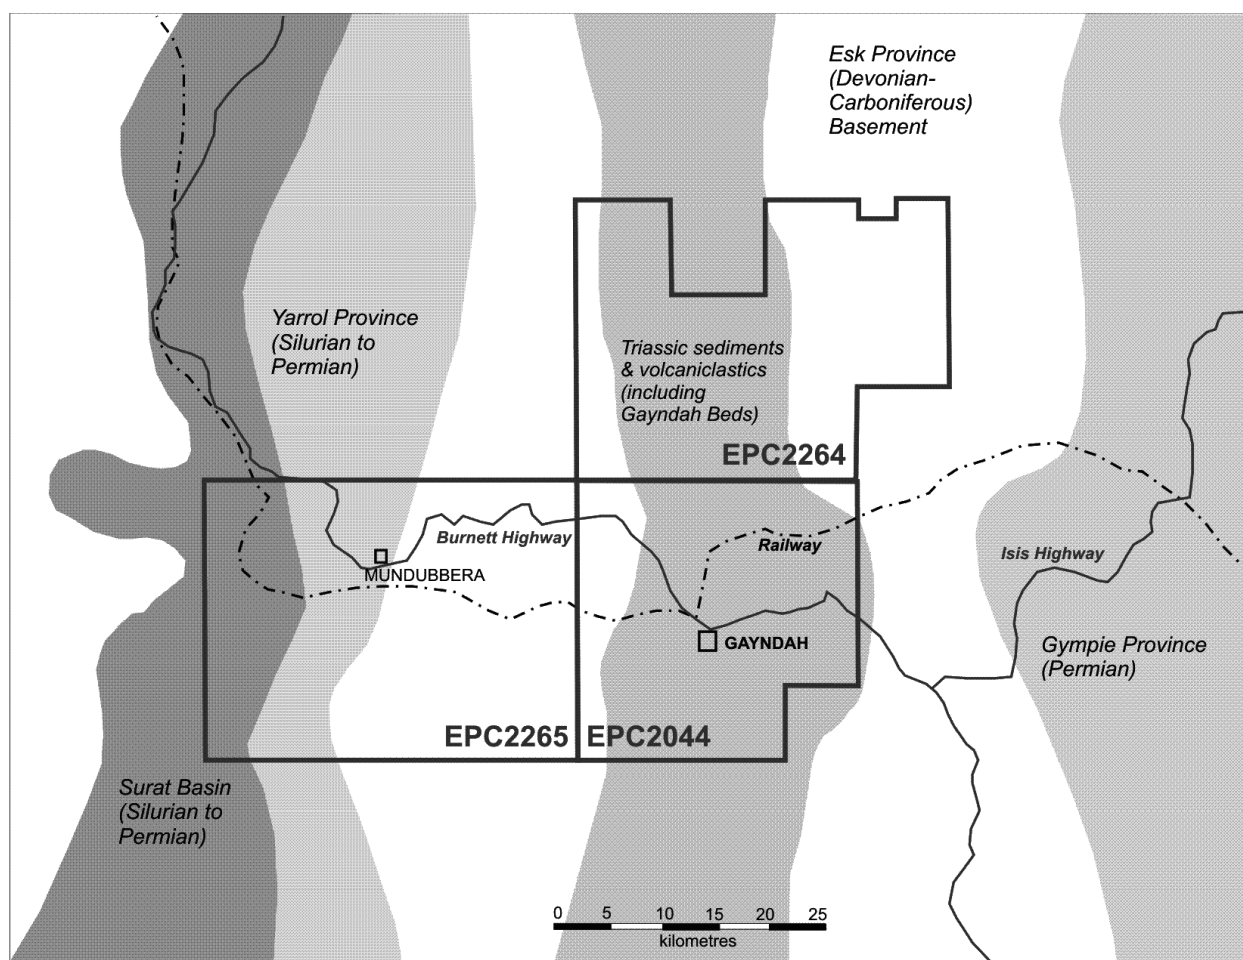 Esk Province
(Devonian-
Carboniferous)
Basement
Yarrol Province
(Silurian to
Permian)
Triassic sediments
& volcaniclastics
(including
Gayndah Beds)
EPC2264
Burnett Highway
Railway
Isis Highway
MUNDUBBERA
GAYNDAH
Gympie Province
(Permian)
EPC2265
EPC2044
Surat Basin
(Silurian to
Permian)
0 5 10 15 20 25
kilometres